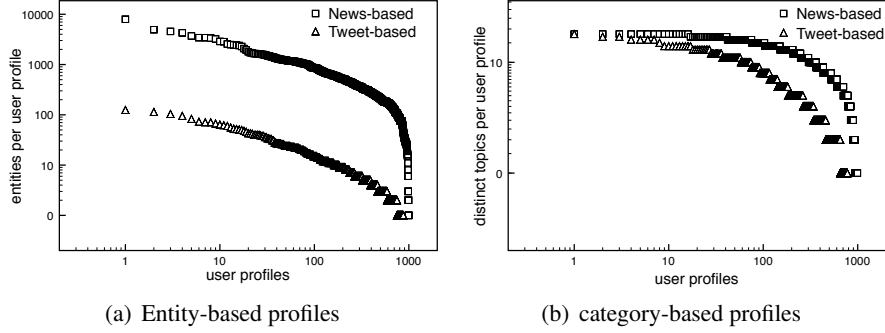 10000
1000
100
10
0
entities per user profile
News-based
Tweet-based
1
10
100
1000
user profiles
(a) Entity-based profiles
10
0
distinct topics per user profile
News-based
Tweet-based
1
10
100
1000
user profiles
(b) category-based profiles